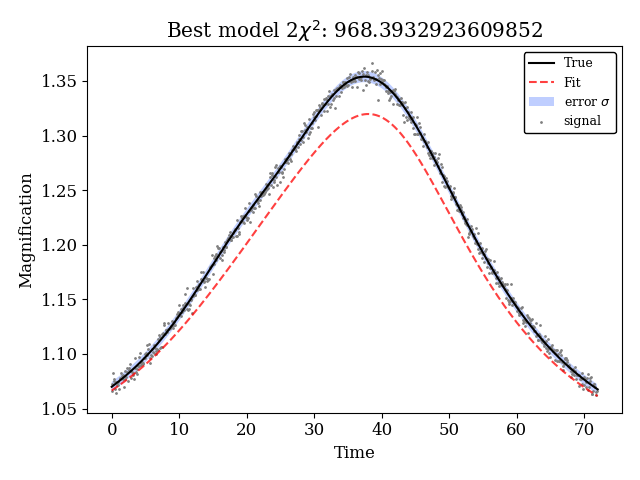 Best model 2χ²: 968.3932923609852
True
Fit
error σ
signal
1.35
1.30
1.25
1.20
1.15
1.10
1.05
Magnification
0 10 20 30 40 50 60 70
Time